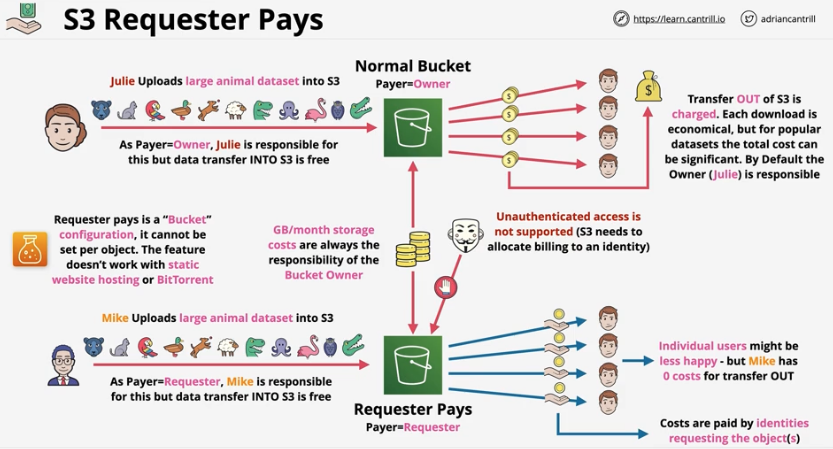 S3 Requester Pays
https://learn.cantrill.io
adriancantrill
Julie Uploads large animal dataset into S3
As Payer=Owner, Julie is responsible for
this but data transfer INTO S3 is free
Normal Bucket
Payer=Owner
Transfer OUT of S3 is
charged. Each download is
economical, but for popular
datasets the total cost can
be significant. By Default the
Owner (Julie) is responsible
Requester pays is a “Bucket”
configuration, it cannot be
set per object. The feature
doesn’t work with static
website hosting or BitTorrent
GB/month storage
costs are always the
responsibility of the
Bucket Owner
Unauthenticated access is
not supported (S3 needs to
allocate billing to an identity)
Mike Uploads large animal dataset into S3
As Payer=Requester, Mike is responsible
for this but data transfer INTO S3 is free
Requester Pays
Payer=Requester
Individual users might be
less happy - but Mike has
0 costs for transfer OUT
Costs are paid by identities
requesting the object(s)